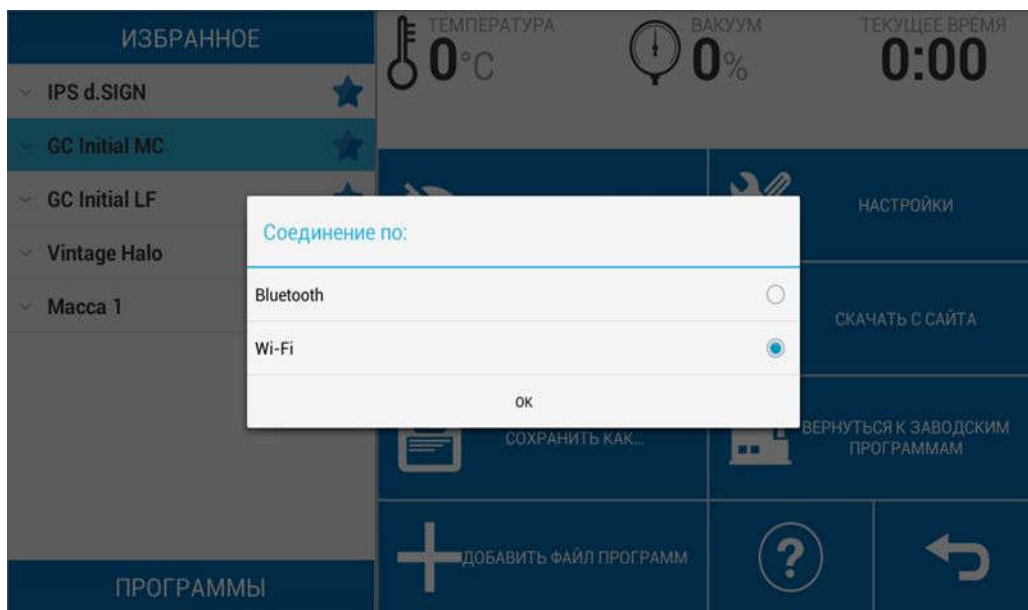 ИЗБРАННОЕ
IPS d.SIGN
GC Initial MC
GC Initial LF
Vintage Halo
Масса 1
ПРОГРАММЫ
ТЕМПЕРАТУРА
0°C
ВАКУУМ
0%
ТЕКУЩЕЕ ВРЕМЯ
0:00
НАСТРОЙКИ
СКАЧАТЬ С САЙТА
Соединение по:
Bluetooth
Wi-Fi
ОК
СОХРАНИТЬ КАК...
ВЕРНУТЬСЯ К ЗАВОДСКИМ
ПРОГРАММАМ
ДОБАВИТЬ ФАЙЛ ПРОГРАММ
?